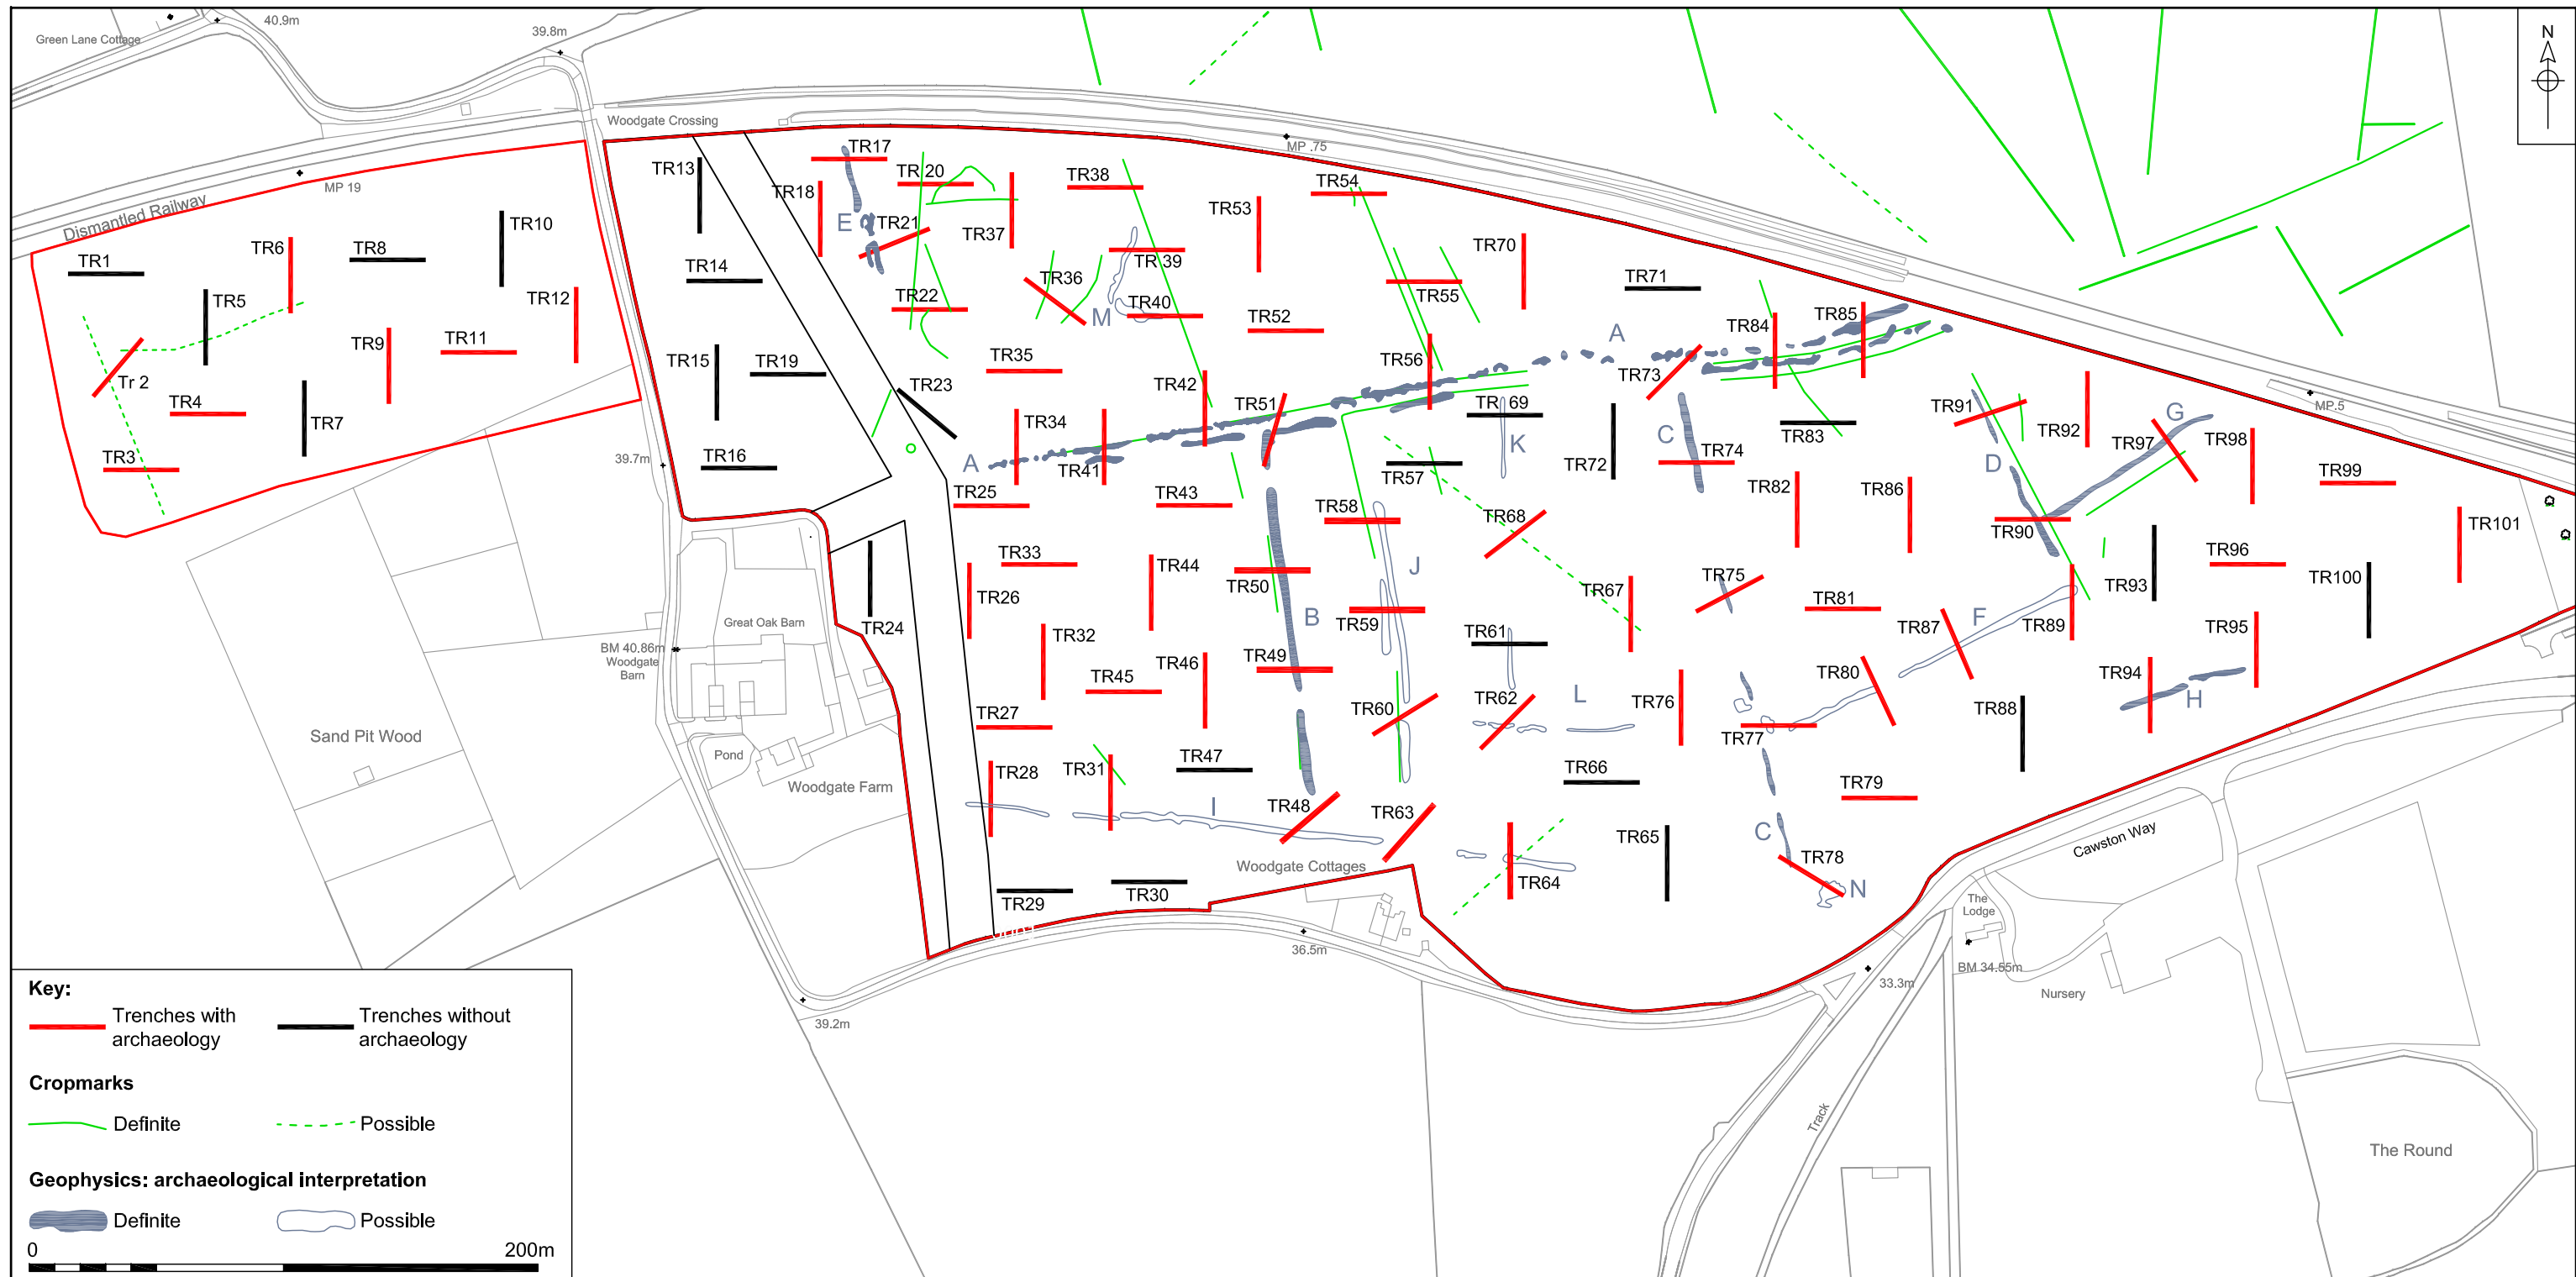 40.9m
Green Lane Cottage
39.8m
N
Woodgate Crossing
MP .75
MP 19
Dismantled Railway
TR1
Tr 2
TR3
TR4
TR5
TR6
TR7
TR8
TR9
TR10
TR11
TR12
TR13
TR14
TR15
TR16
TR17
TR18
TR19
TR 20
TR21
TR22
TR23
TR24
TR25
TR26
TR27
TR28
TR29
TR30
TR31
TR32
TR33
TR34
TR35
TR36
TR37
TR38
TR 39
TR40
TR41
TR42
TR43
TR44
TR45
TR46
TR47
TR48
TR49
TR50
TR51
TR52
TR53
TR54
TR55
TR56
TR57
TR58
TR59
TR60
TR61
TR62
TR63
TR64
TR65
TR66
TR67
TR68
TR 69
TR70
TR71
TR72
TR73
TR74
TR75
TR76
TR77
TR78
TR79
TR80
TR81
TR82
TR83
TR84
TR85
TR86
TR87
TR88
TR89
TR90
TR91
TR92
TR93
TR94
TR95
TR96
TR97
TR98
TR99
TR100
TR101
A
A
B
C
C
D
E
F
G
H
I
J
K
L
M
N
MP.5
39.7m
Great Oak Barn
BM 40.86m
Woodgate
Barn
Pond
Woodgate Farm
Sand Pit Wood
Woodgate Cottages
36.5m
39.2m
Cawston Way
The
Lodge
BM 34.55m
33.3m
Nursery
Track
The Round
Key:
Trenches with
archaeology
Trenches without
archaeology
Cropmarks
Definite
Possible
Geophysics: archaeological interpretation
Definite
Possible
0
200m